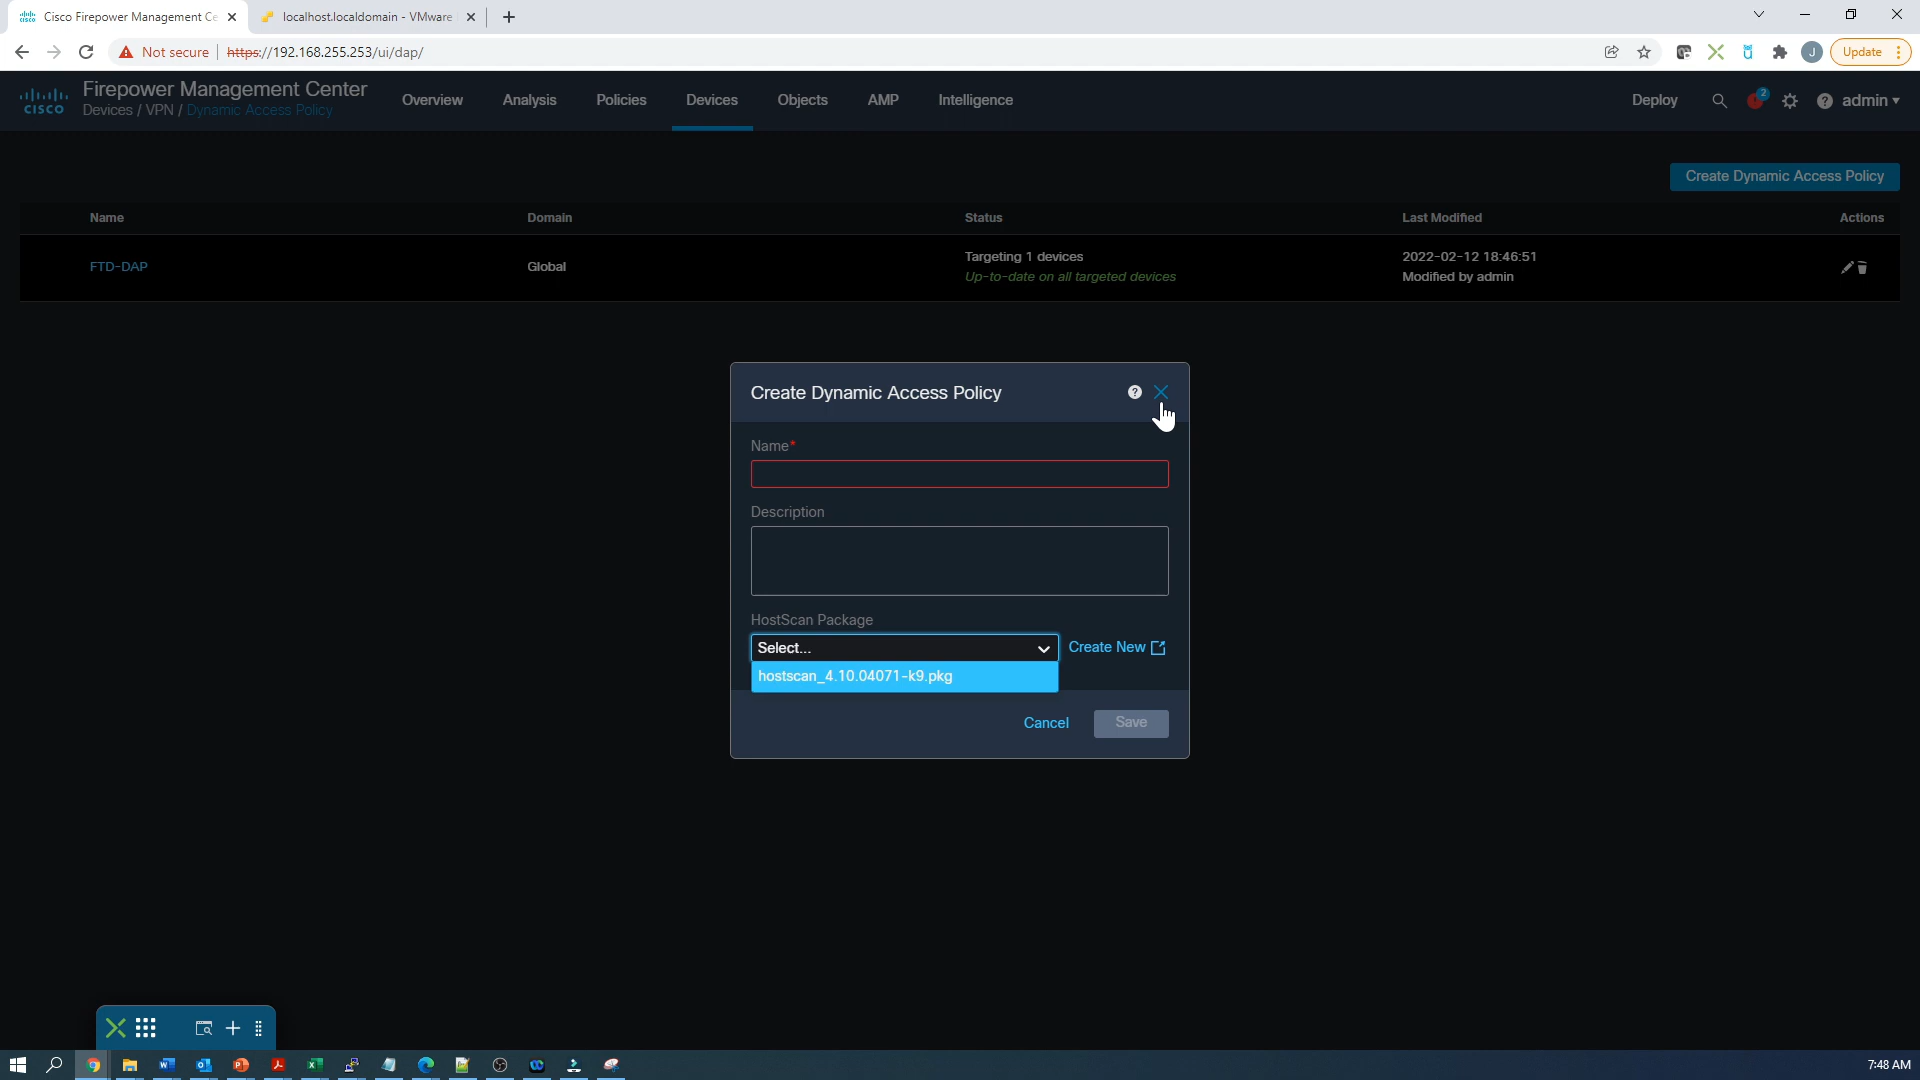 Cisco Firepower Management Ce
localhost.localdomain - VMware
Not secure
https://192.168.255.253/ui/dap/
J
Update
CISCO
Firepower Management Center
Devices / VPN / Dynamic Access Policy
Overview
Analysis
Policies
Devices
Objects
AMP
Intelligence
Deploy
2
admin
Create Dynamic Access Policy
Name
Domain
Status
Last Modified
Actions
FTD-DAP
Global
Targeting 1 devices
Up-to-date on all targeted devices
2022-02-12 18:46:51
Modified by admin
Create Dynamic Access Policy
Name*
Description
HostScan Package
Select...
Create New
hostscan_4.10.04071-k9.pkg
Cancel
Save
7:48 AM